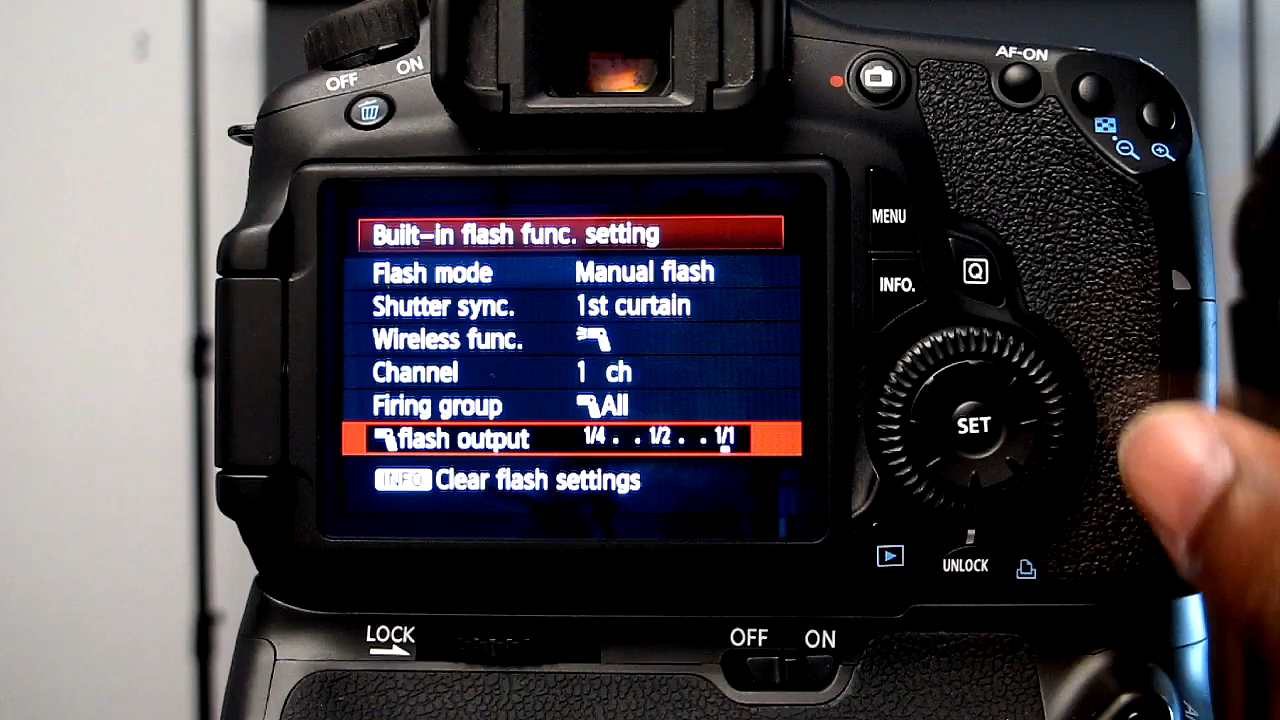 AF-ON
OFF ON
MENU
INFO.
Q
SET
UNLOCK
Built-in flash func. setting
Flash mode Manual flash
Shutter sync. 1st curtain
Wireless func.
Channel 1 ch
Firing group All
flash output 1/4 . . 1/2 . . 1/1
INFO Clear flash settings
LOCK
OFF ON